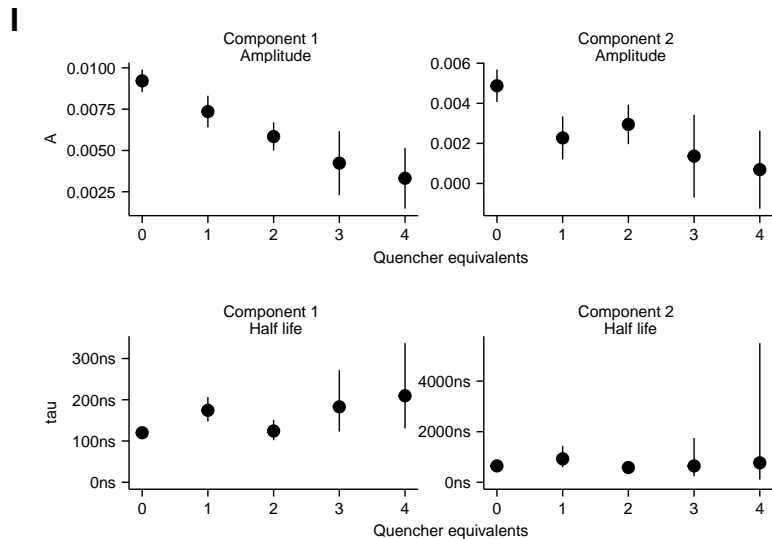 I
Component 1
Amplitude
Component 2
Amplitude
A
0.0100
0.0075
0.0050
0.0025
0.006
0.004
0.002
0.000
0 1 2 3 4
0 1 2 3 4
Quencher equivalents
Component 1
Half life
Component 2
Half life
tau
300ns
200ns
100ns
0ns
4000ns
2000ns
0ns
0 1 2 3 4
0 1 2 3 4
Quencher equivalents